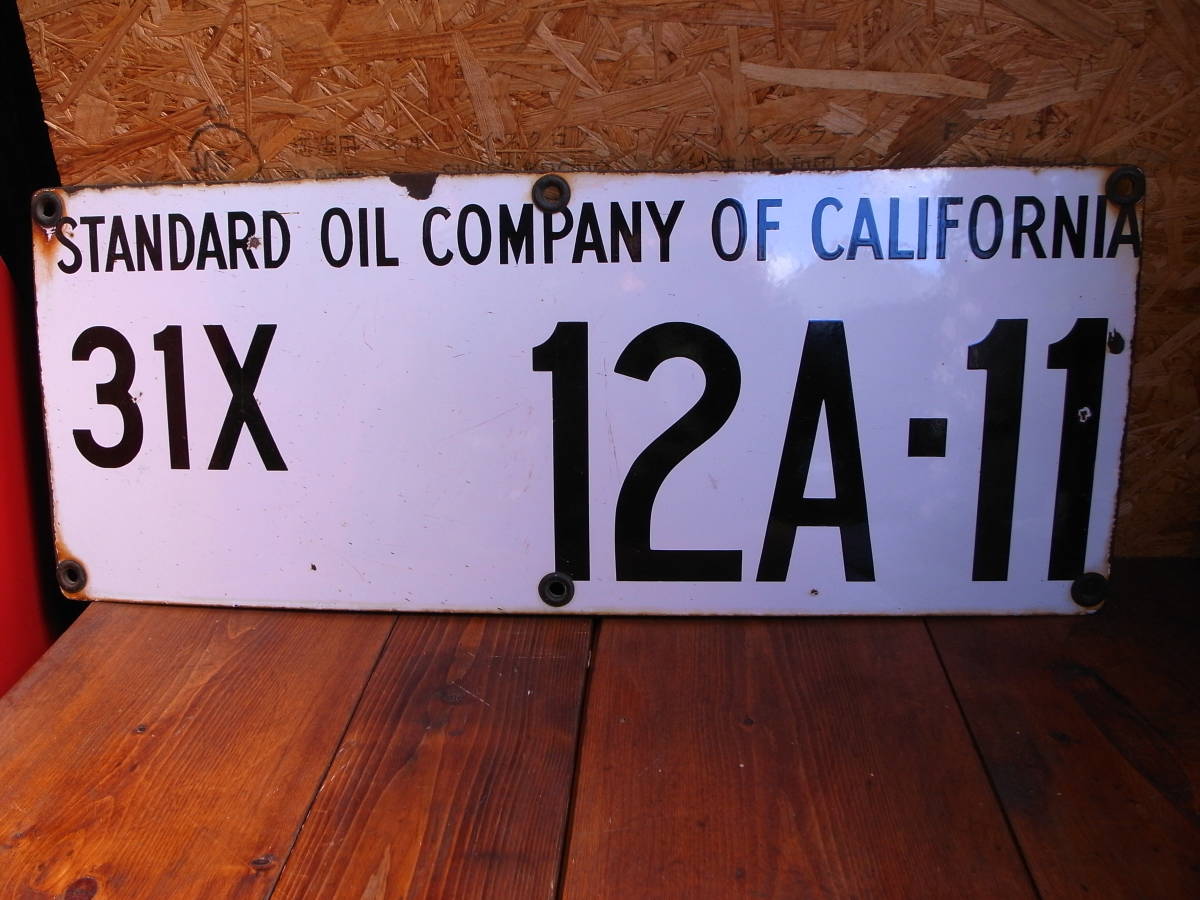 STANDARD OIL COMPANY OF CALIFORNIA
31X 12A-11